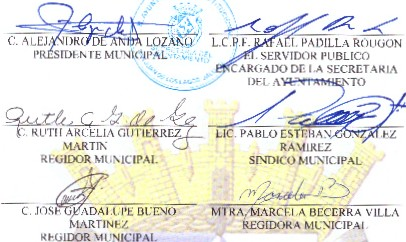 C. ALEJANDRO DE ANDA LOZANO
PRESIDENTE MUNICIPAL
L.C.P.F. RAFAEL PADILLA ROUGON
EL SERVIDOR PUBLICO
ENCARGADO DE LA SECRETARIA
DEL AYUNTAMIENTO
C. RUTH ARCELIA GUTIERREZ
MARTIN
REGIDOR MUNICIPAL
LIC. PABLO ESTEBAN GONZALEZ
RAMIREZ
SINDICO MUNICIPAL
C. JOSE GUADALUPE BUENO
MARTINEZ
REGIDOR MUNICIPAL
MTRA. MARCELA BECERRA VILLA
REGIDORA MUNICIPAL